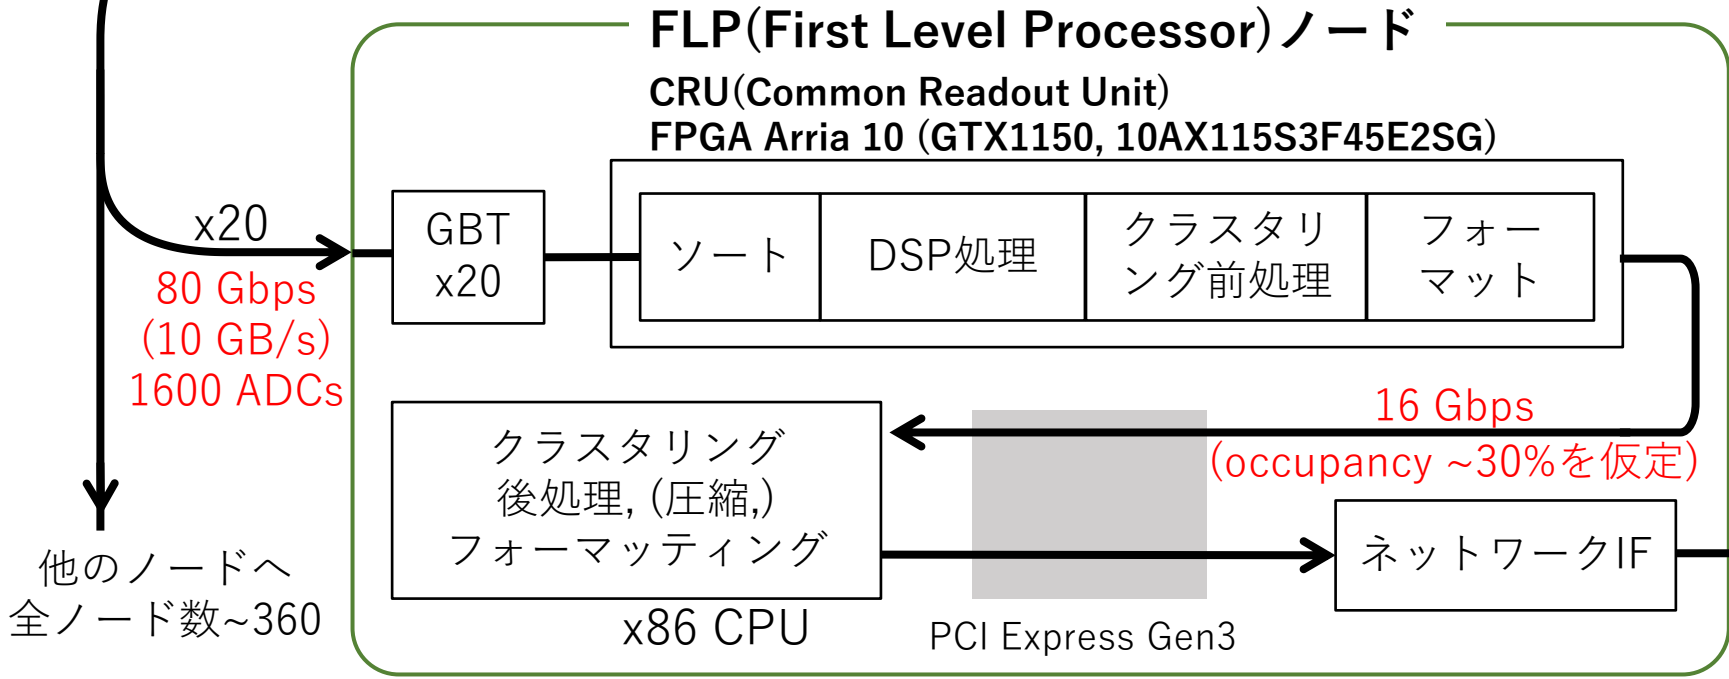 FLP(First Level Processor)ノード
CRU(Common Readout Unit)
FPGA Arria 10 (GTX1150, 10AX115S3F45E2SG)
x20
80 Gbps
(10 GB/s)
1600 ADCs
GBT
x20
ソート
DSP処理
クラスタリ
ング前処理
フォー
マット
16 Gbps
(occupancy ~30%を仮定)
クラスタリング
後処理, (圧縮,)
フォーマッティング
x86 CPU
PCI Express Gen3
ネットワークIF
他のノードへ
全ノード数~360